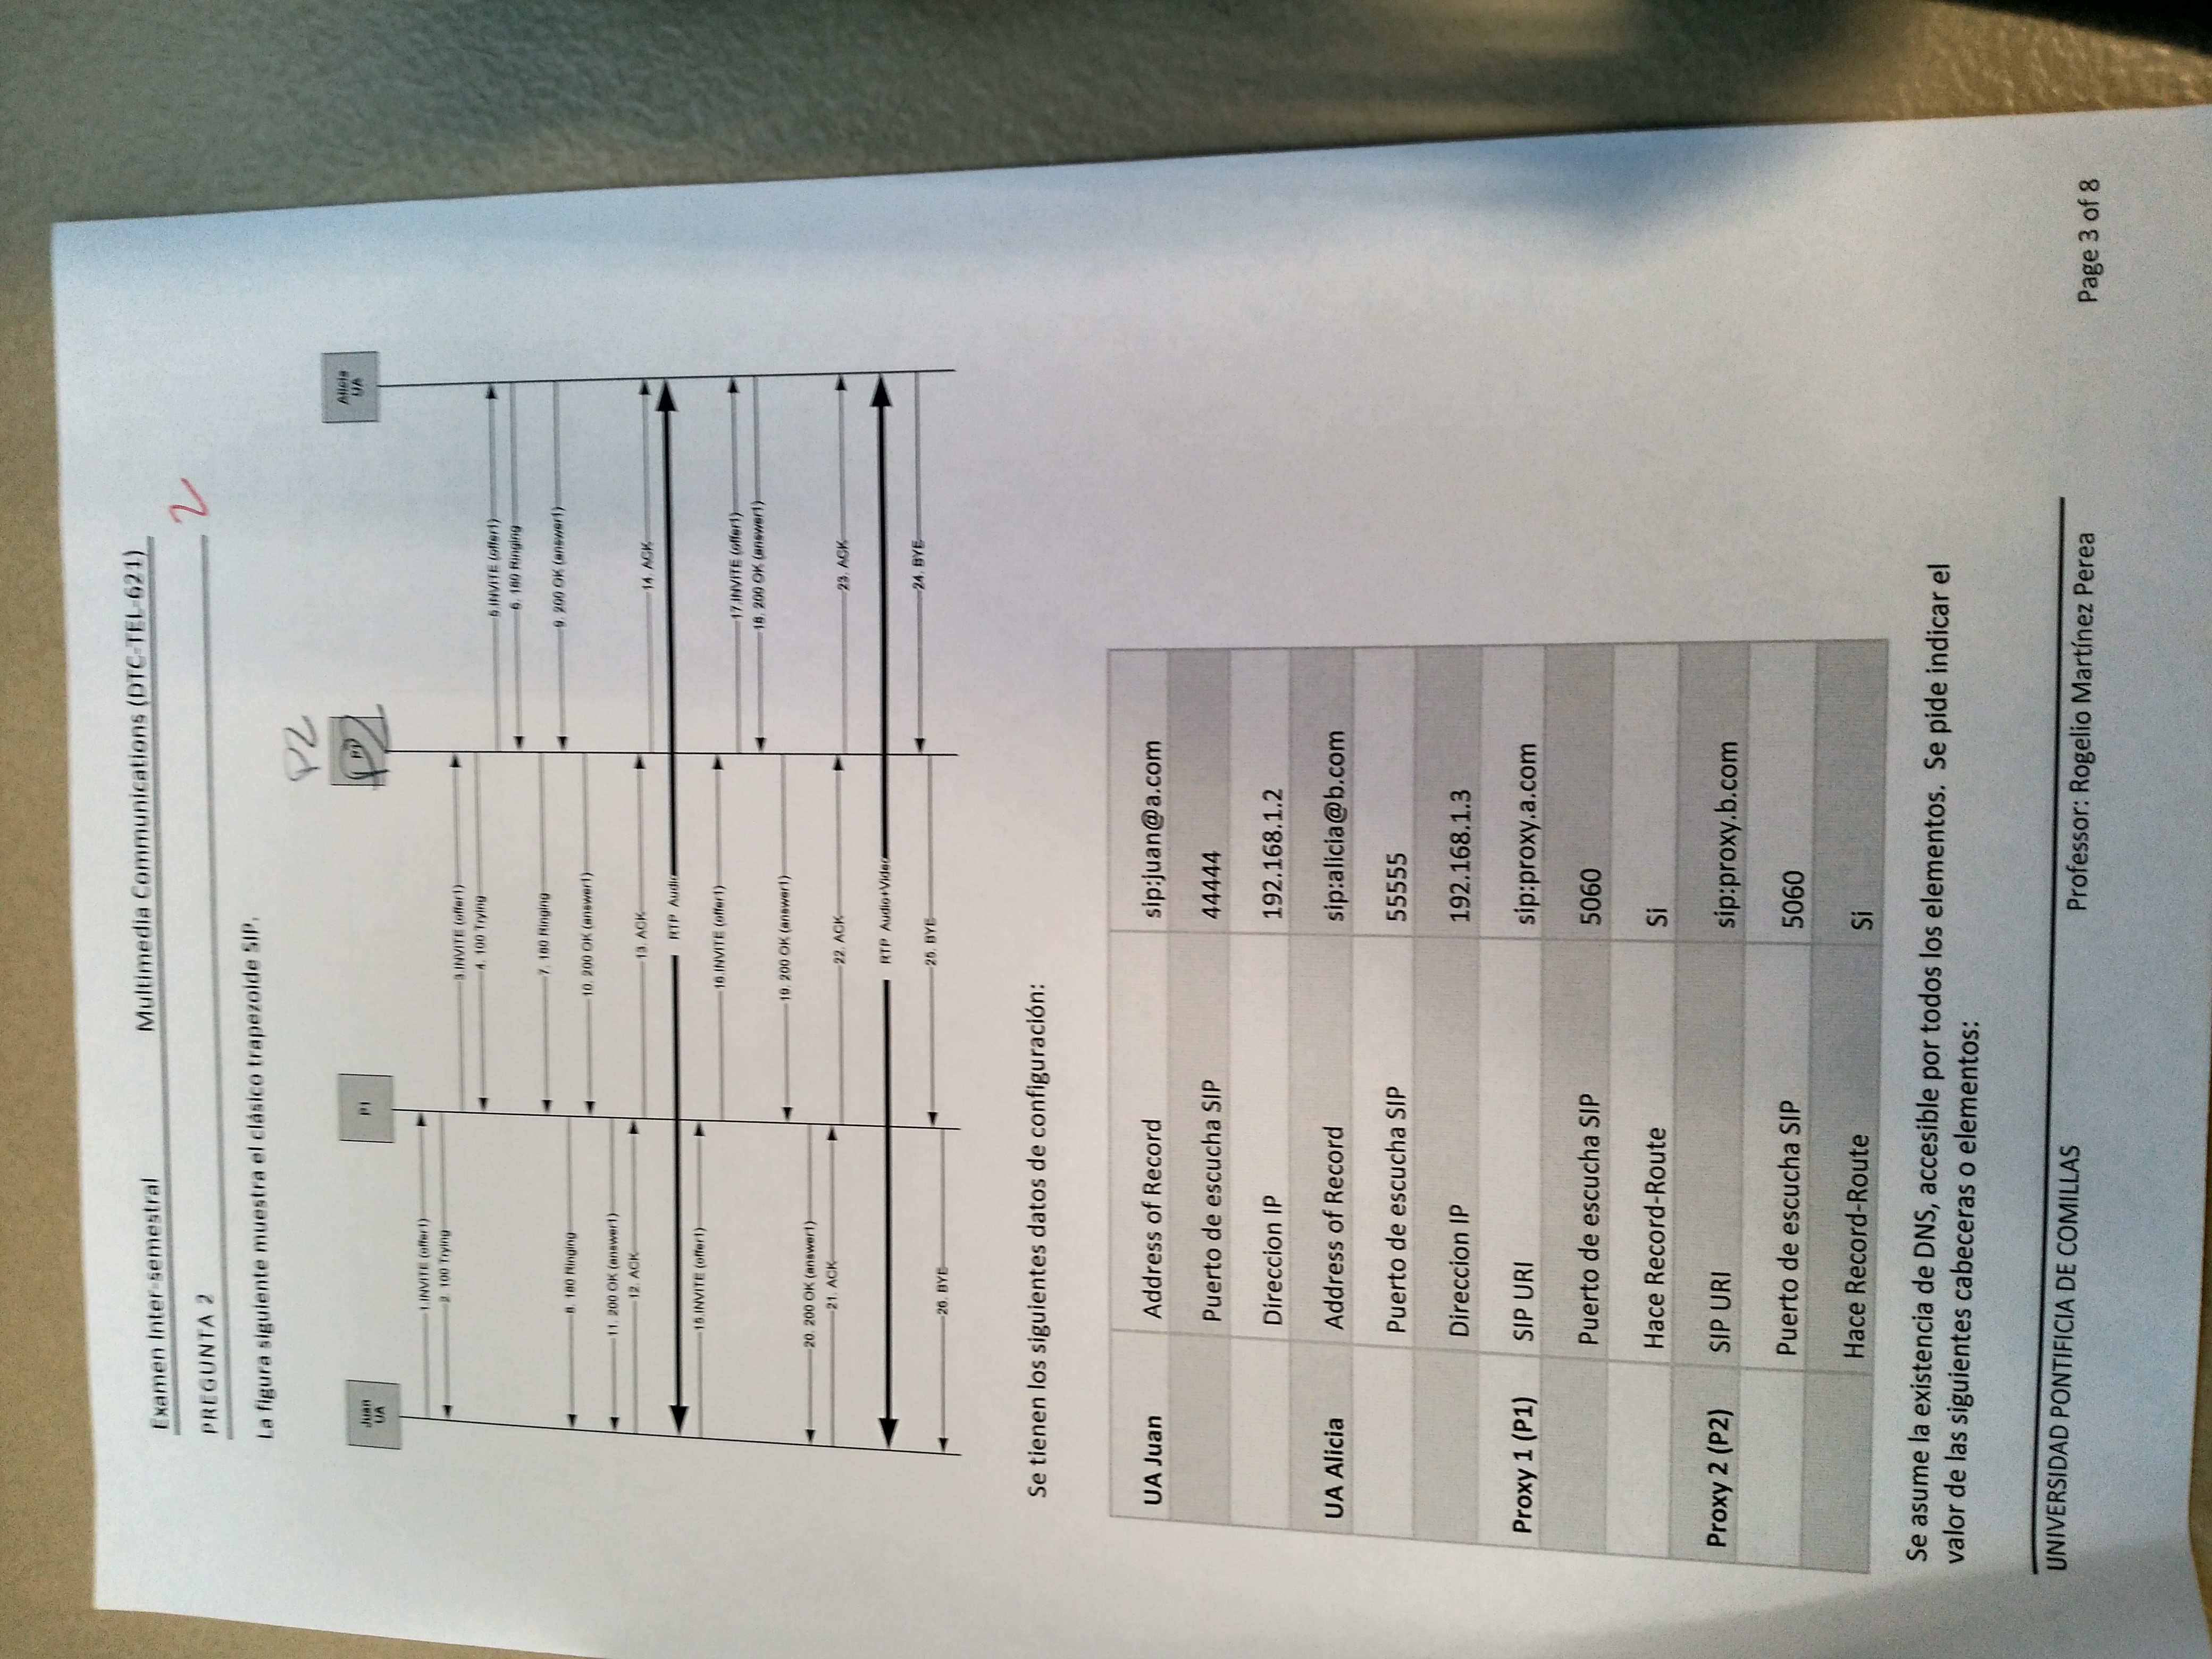 Examen Inter-semestral Multimedia Communications (DTC-TEL-621)
PREGUNTA 2 2
La figura siguiente muestra el clásico trapezoide SIP.
P2
Juan UA P1 P2 Alicia UA
1.INVITE (offer1)
2. 100 Trying
3.INVITE (offer1)
4. 100 Trying
5.INVITE (offer1)
6. 180 Ringing
7. 180 Ringing
8. 180 Ringing
9. 200 OK (answer1)
10. 200 OK (answer1)
11. 200 OK (answer1)
12. ACK
13. ACK
14. ACK
RTP Audio
15.INVITE (offer1)
16.INVITE (offer1)
17.INVITE (offer1)
18. 200 OK (answer1)
19. 200 OK (answer1)
20. 200 OK (answer1)
21. ACK
22. ACK
23. ACK
RTP Audio+Video
24. BYE
25. BYE
26. BYE
Se tienen los siguientes datos de configuración:
UA Juan Address of Record sip:juan@a.com
Puerto de escucha SIP 44444
Direccion IP 192.168.1.2
UA Alicia Address of Record sip:alicia@b.com
Puerto de escucha SIP 55555
Direccion IP 192.168.1.3
Proxy 1 (P1) SIP URI sip:proxy.a.com
Puerto de escucha SIP 5060
Hace Record-Route Si
Proxy 2 (P2) SIP URI sip:proxy.b.com
Puerto de escucha SIP 5060
Hace Record-Route Si
Se asume la existencia de DNS, accesible por todos los elementos. Se pide indicar el
valor de las siguientes cabeceras o elementos:
UNIVERSIDAD PONTIFICIA DE COMILLAS Professor: Rogelio Martínez Perea Page 3 of 8